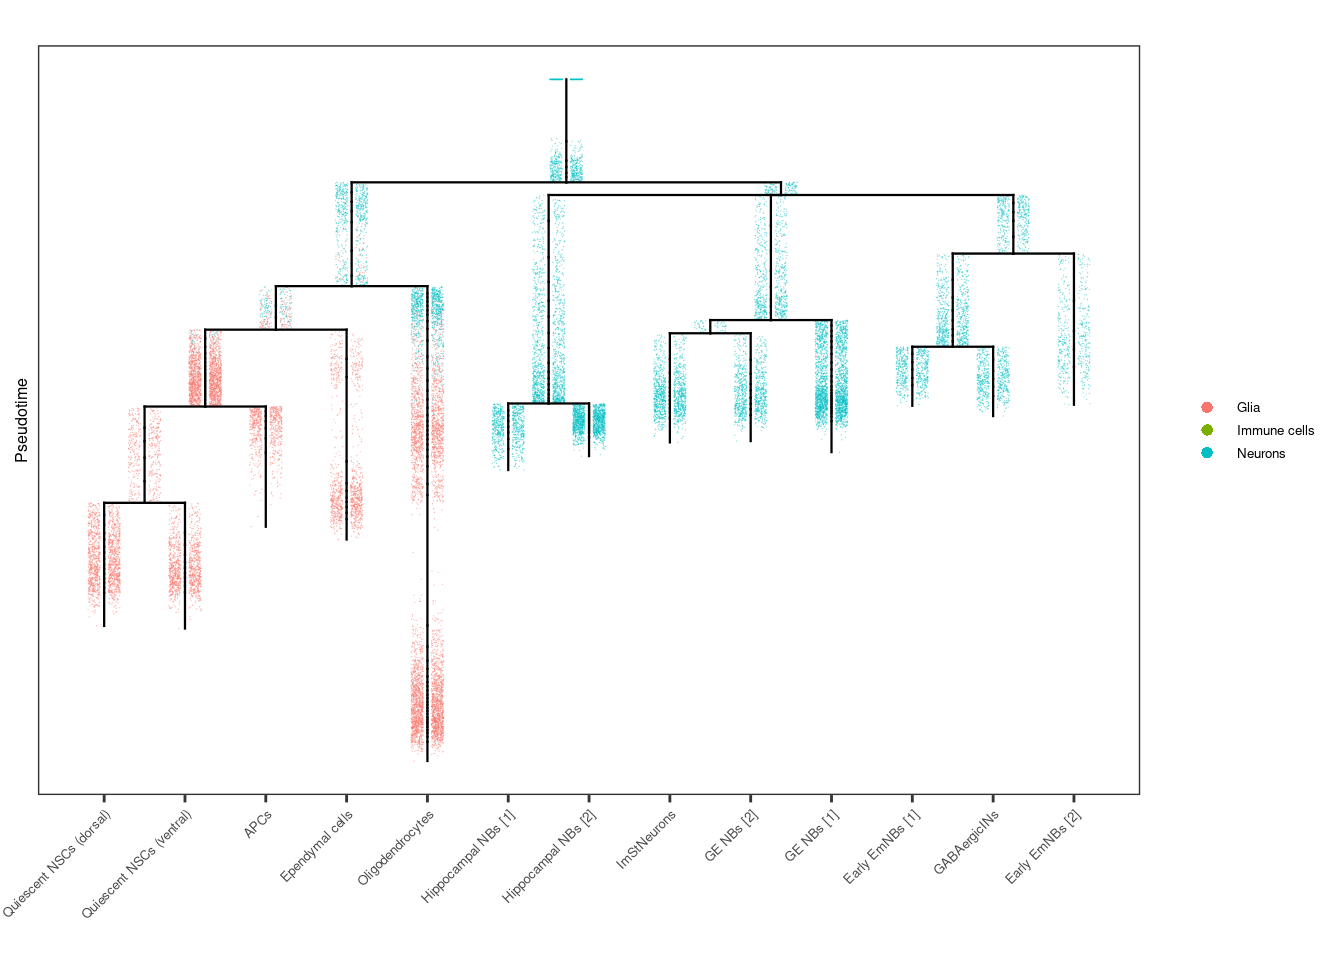 Pseudotime
Glia
Immune cells
Neurons
Quiescent NSCs (dorsal)
Quiescent NSCs (ventral)
APCs
Ependymal cells
Oligodendrocytes
Hippocampal NBs [1]
Hippocampal NBs [2]
ImStNeurons
GE NBs [2]
GE NBs [1]
Early EmNBs [1]
GABAergicINs
Early EmNBs [2]